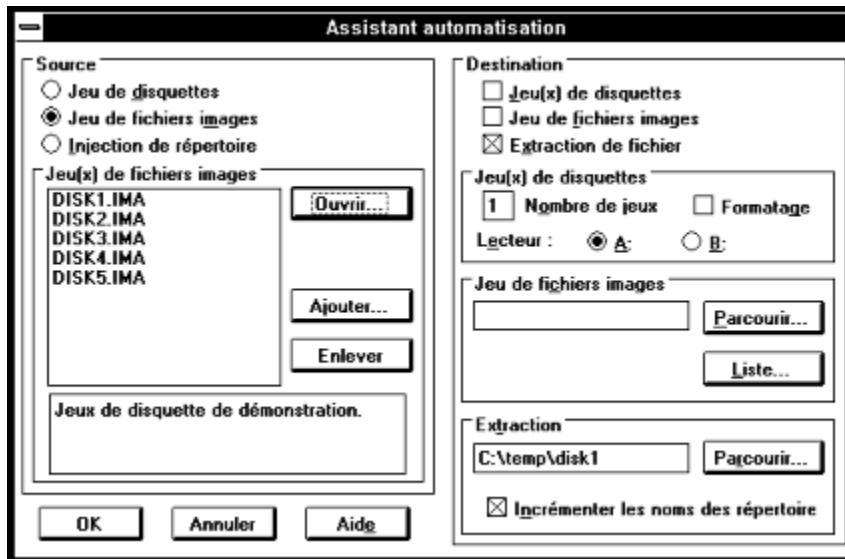 Assistant automatisation
Source
Jeu de disquettes
Jeu de fichiers images
Injection de répertoire
Jeu(x) de fichiers images
DISK1.IMA
DISK2.IMA
DISK3.IMA
DISK4.IMA
DISK5.IMA
Ouvrir...
Ajouter...
Enlever
Jeux de disquette de démonstration.
OK
Annuler
Aide
Destination
Jeu(x) de disquettes
Jeu de fichiers images
Extraction de fichier
Jeu(x) de disquettes
1 Nombre de jeux Formatage
Lecteur : A: B:
Jeu de fichiers images
Parcourir...
Liste...
Extraction
C:\temp\disk1 Parcourir...
Incrémenter les noms des répertoire